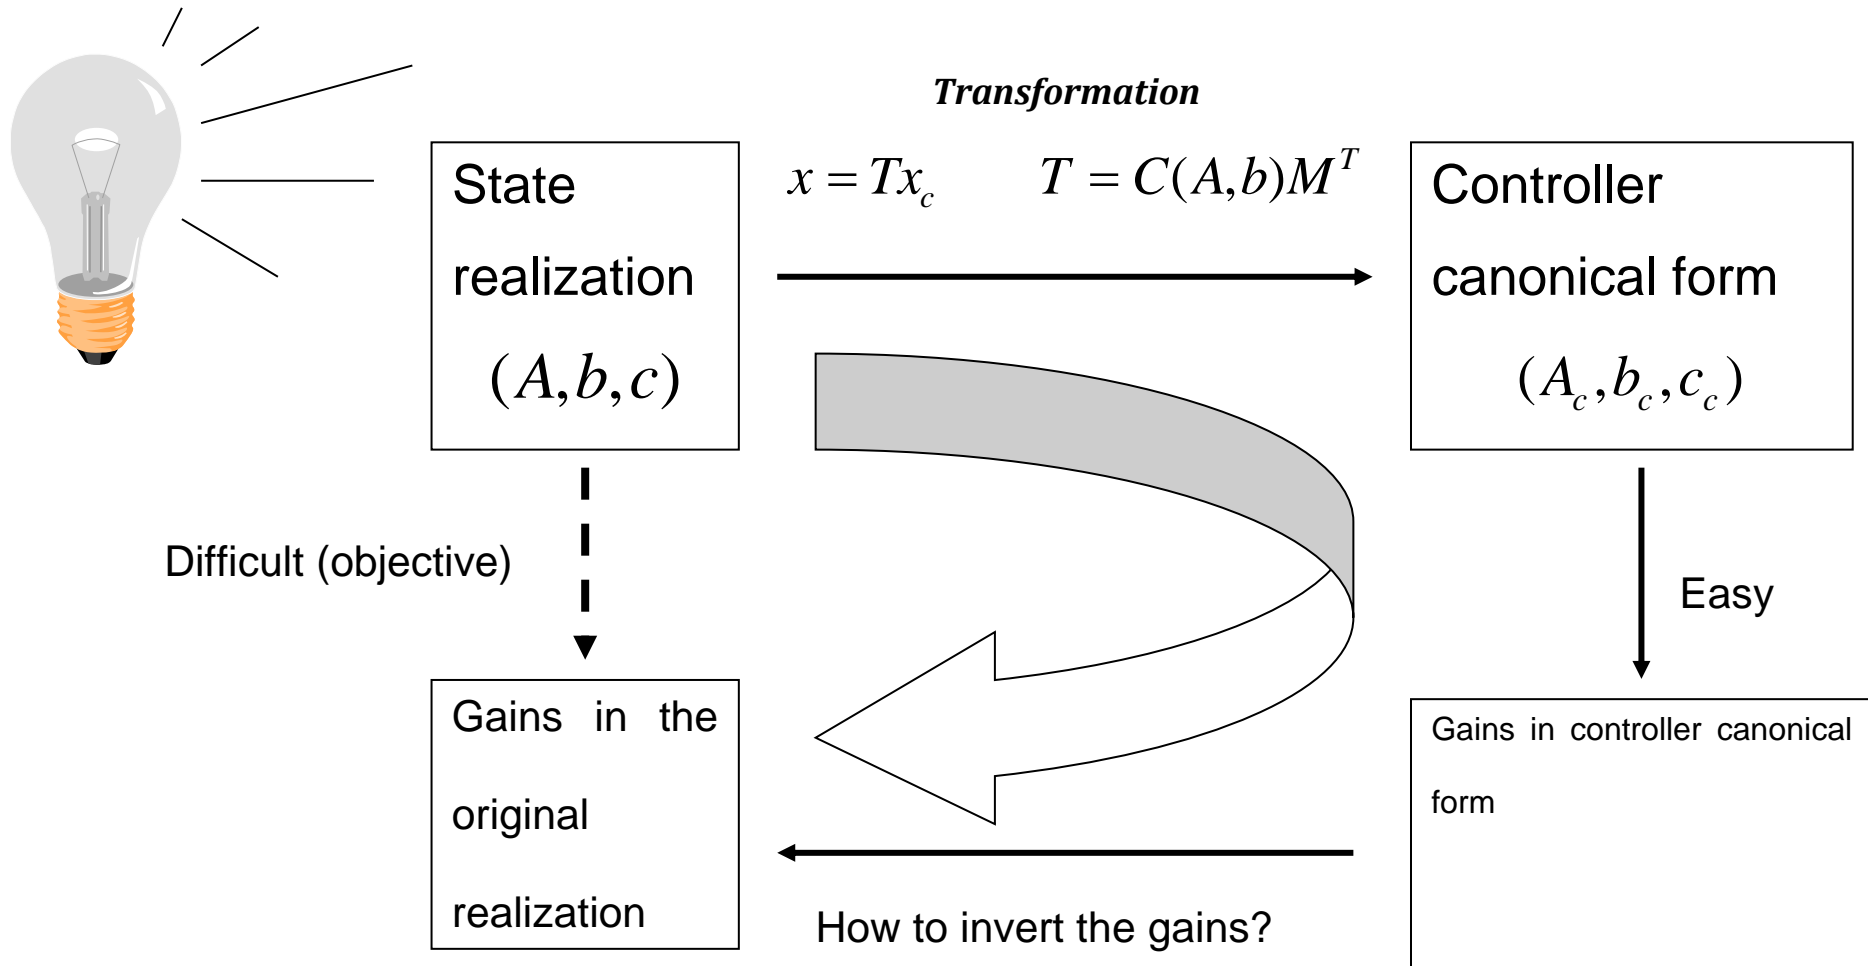 Transformation
State
realization
(A,b,c)
x = Tx_c    T = C(A,b)M^T
Controller
canonical form
(A_c,b_c,c_c)
Difficult (objective)
Easy
Gains in the
original
realization
Gains in controller canonical
form
How to invert the gains?